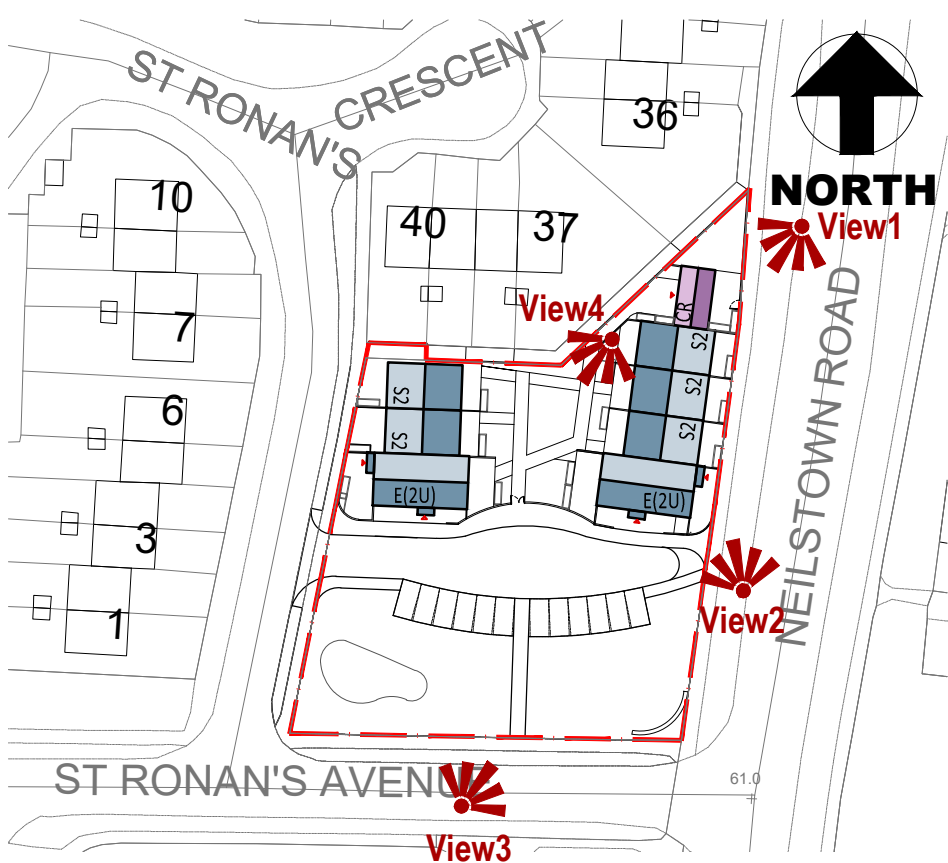 ST RONAN'S
CRESCENT
36
NORTH
10
40
37
View1
View4
CR
7
S2
S2
S2
S2
S2
6
E(2U)
E(2U)
NEILSTOWN ROAD
3
View2
1
ST RONAN'S AVENUE
61.0
View3